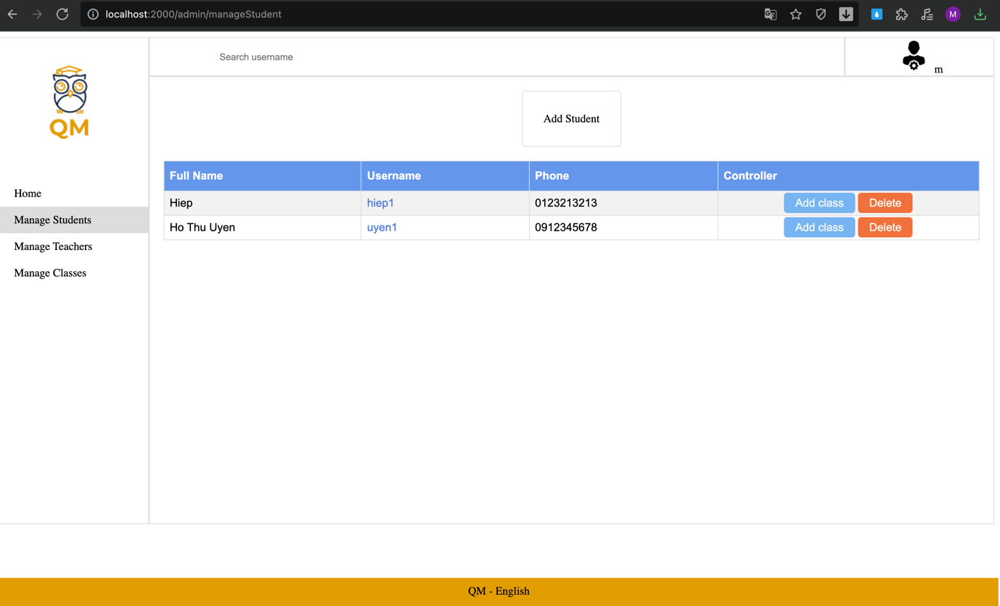 localhost:2000/admin/manageStudent
M
Search username
m
QM
Home
Manage Students
Manage Teachers
Manage Classes
Add Student
Full Name Username Phone Controller
Hiep hiep1 0123213213 Add class Delete
Ho Thu Uyen uyen1 0912345678 Add class Delete
QM - English